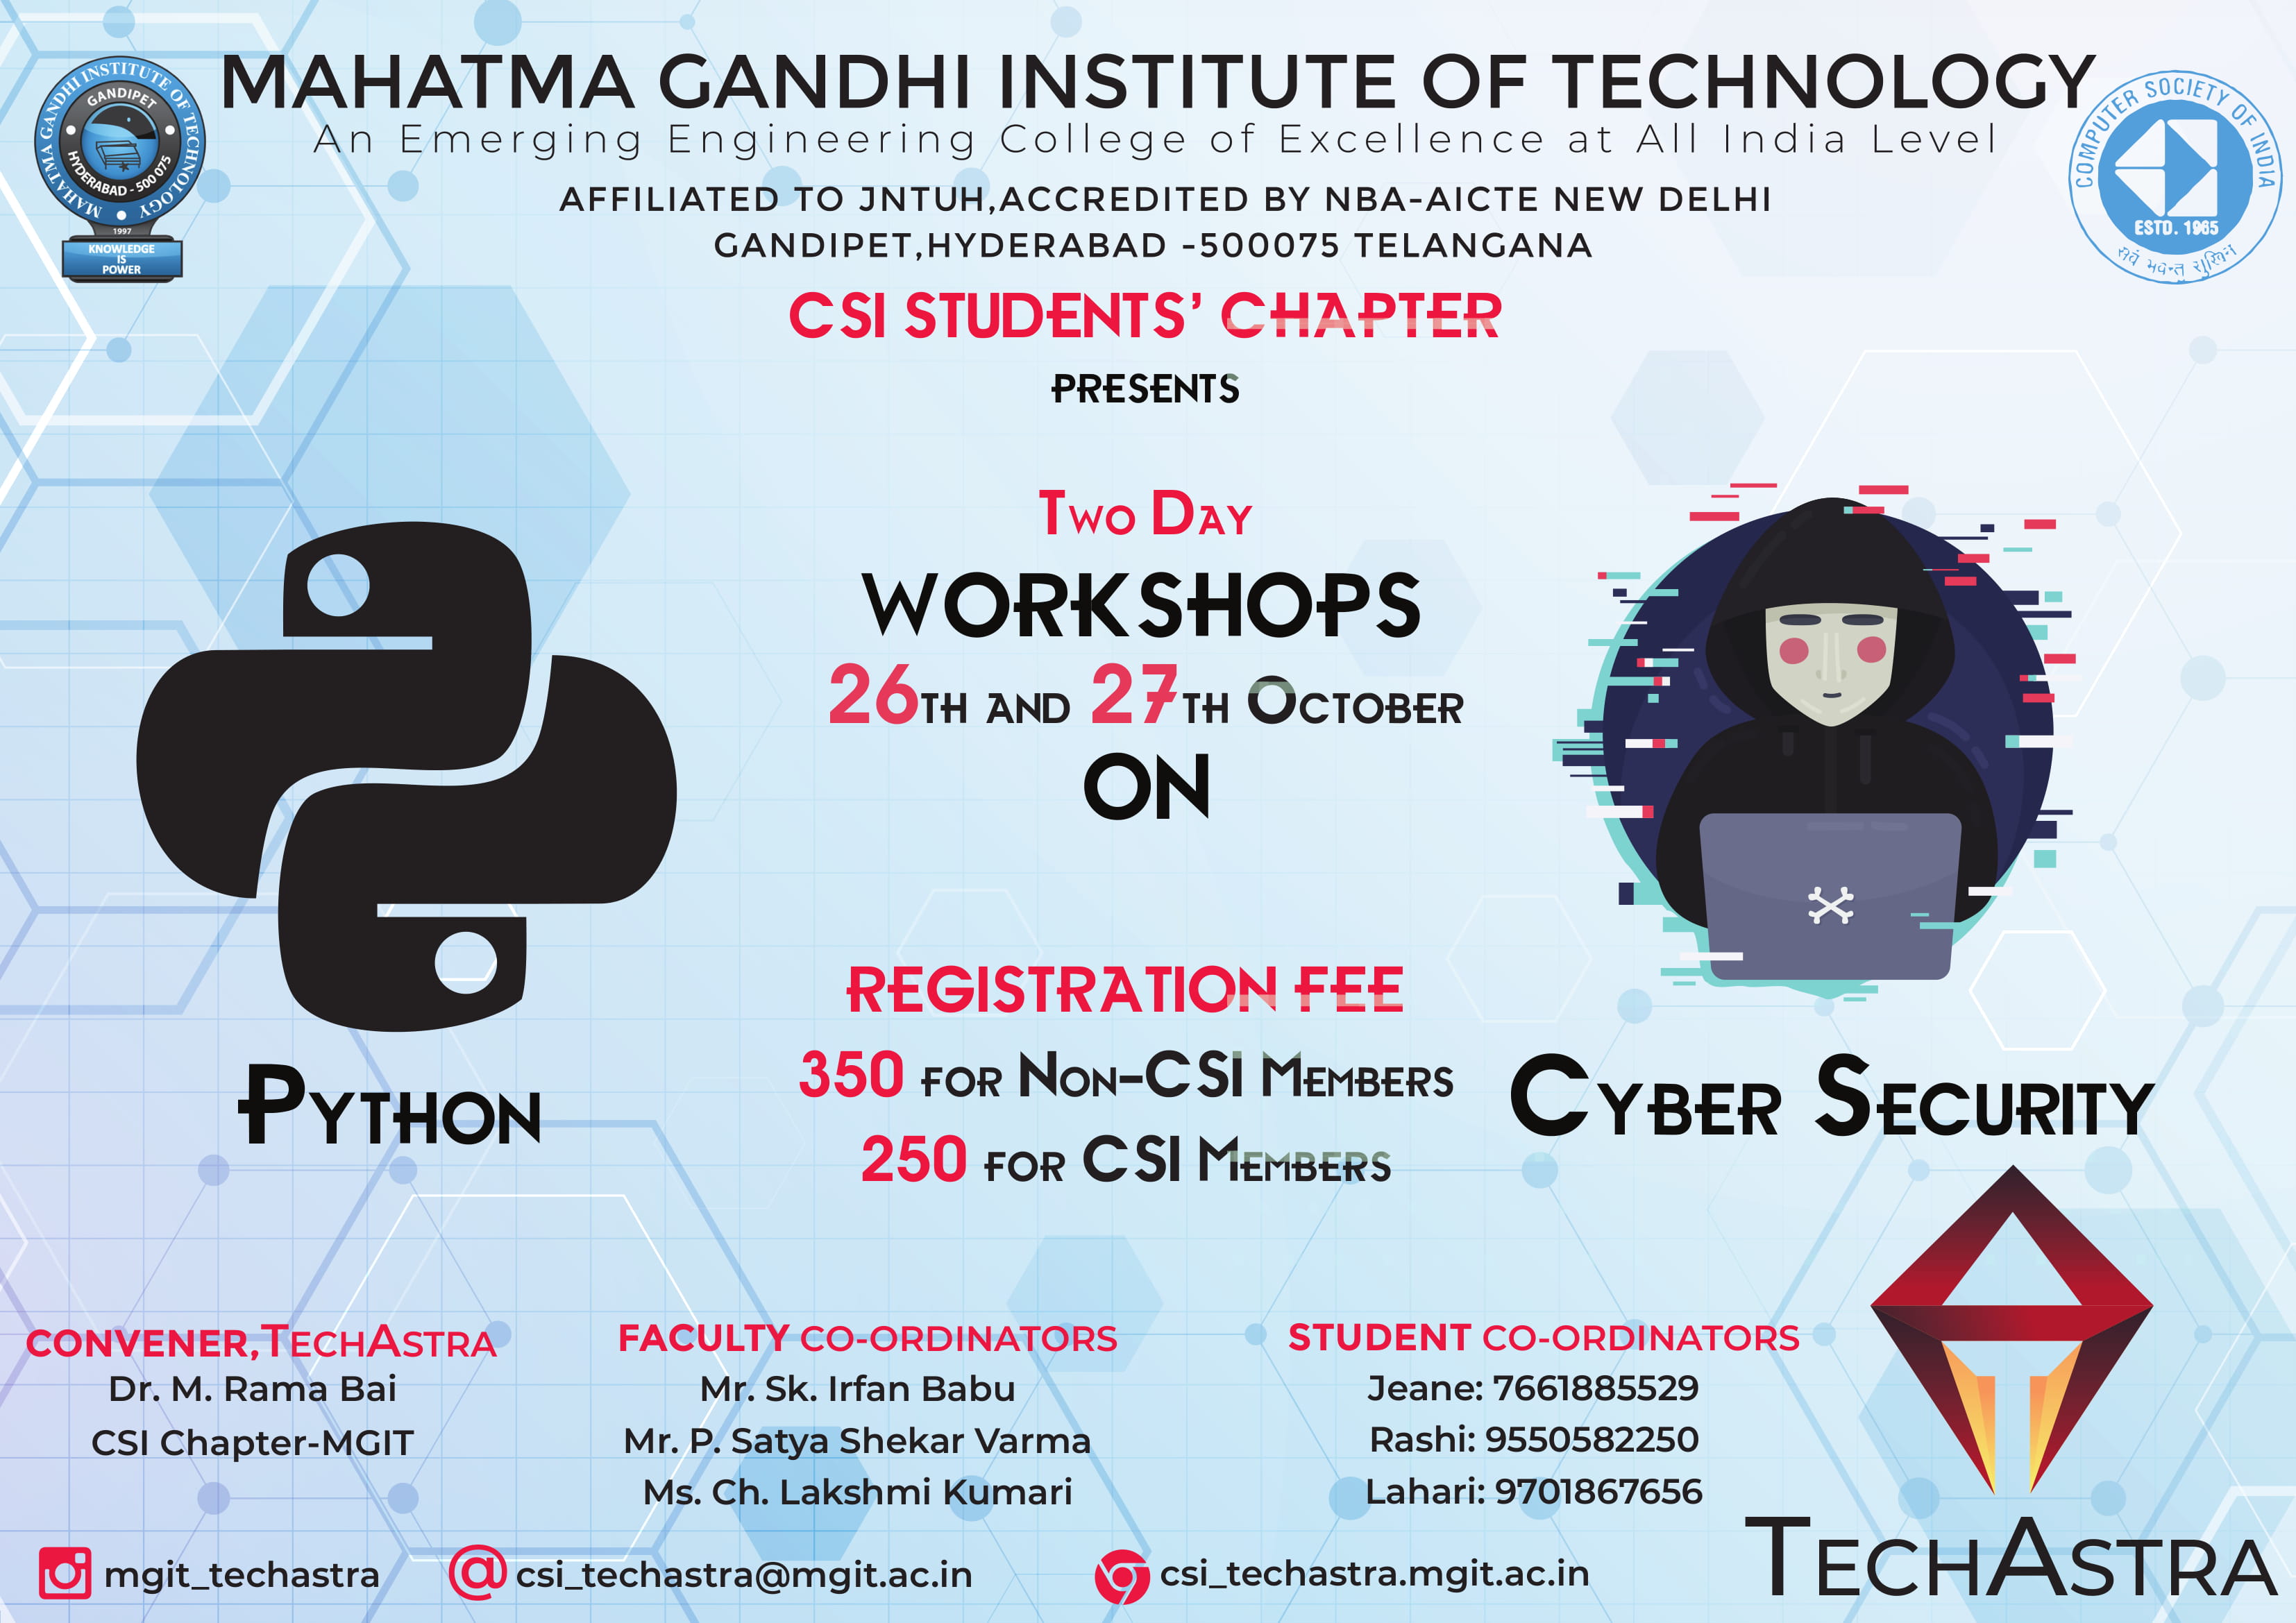 MAHATMA GANDHI INSTITUTE OF TECHNOLOGY
An Emerging Engineering College of Excellence at All India Level
AFFILIATED TO JNTUH,ACCREDITED BY NBA-AICTE NEW DELHI
GANDIPET,HYDERABAD -500075 TELANGANA
MAHATMA GANDHI INSTITUTE OF TECHNOLOGY
GANDIPET
HYDERABAD - 500 075
1997
KNOWLEDGE
IS
POWER
COMPUTER SOCIETY OF INDIA
ESTD. 1965
CSI STUDENTS’ CHAPTER
PRESENTS
Two Day
WORKSHOPS
26TH AND 27TH OCTOBER
ON
PYTHON
CYBER SECURITY
REGISTRATION FEE
350 FOR NON-CSI MEMBERS
250 FOR CSI MEMBERS
CONVENER,TECHASTRA
Dr. M. Rama Bai
CSI Chapter-MGIT
FACULTY CO-ORDINATORS
Mr. Sk. Irfan Babu
Mr. P. Satya Shekar Varma
Ms. Ch. Lakshmi Kumari
STUDENT CO-ORDINATORS
Jeane: 7661885529
Rashi: 9550582250
Lahari: 9701867656
TECHASTRA
mgit_techastra
@ csi_techastra@mgit.ac.in
csi_techastra.mgit.ac.in